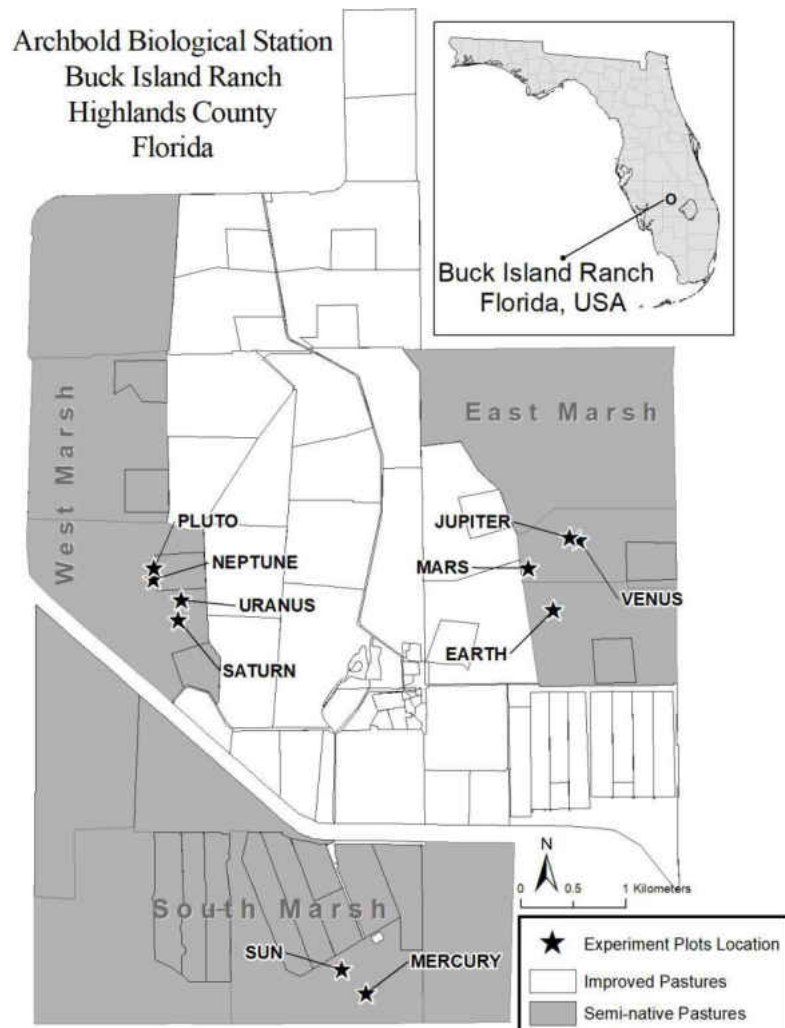 Archbold Biological Station
Buck Island Ranch
Highlands County
Florida
Buck Island Ranch
Florida, USA
West Marsh
East Marsh
PLUTO
NEPTUNE
URANUS
SATURN
JUPITER
MARS
VENUS
EARTH
South Marsh
SUN
MERCURY
N
0 0.5 1 Kilometers
Experiment Plots Location
Improved Pastures
Semi-native Pastures